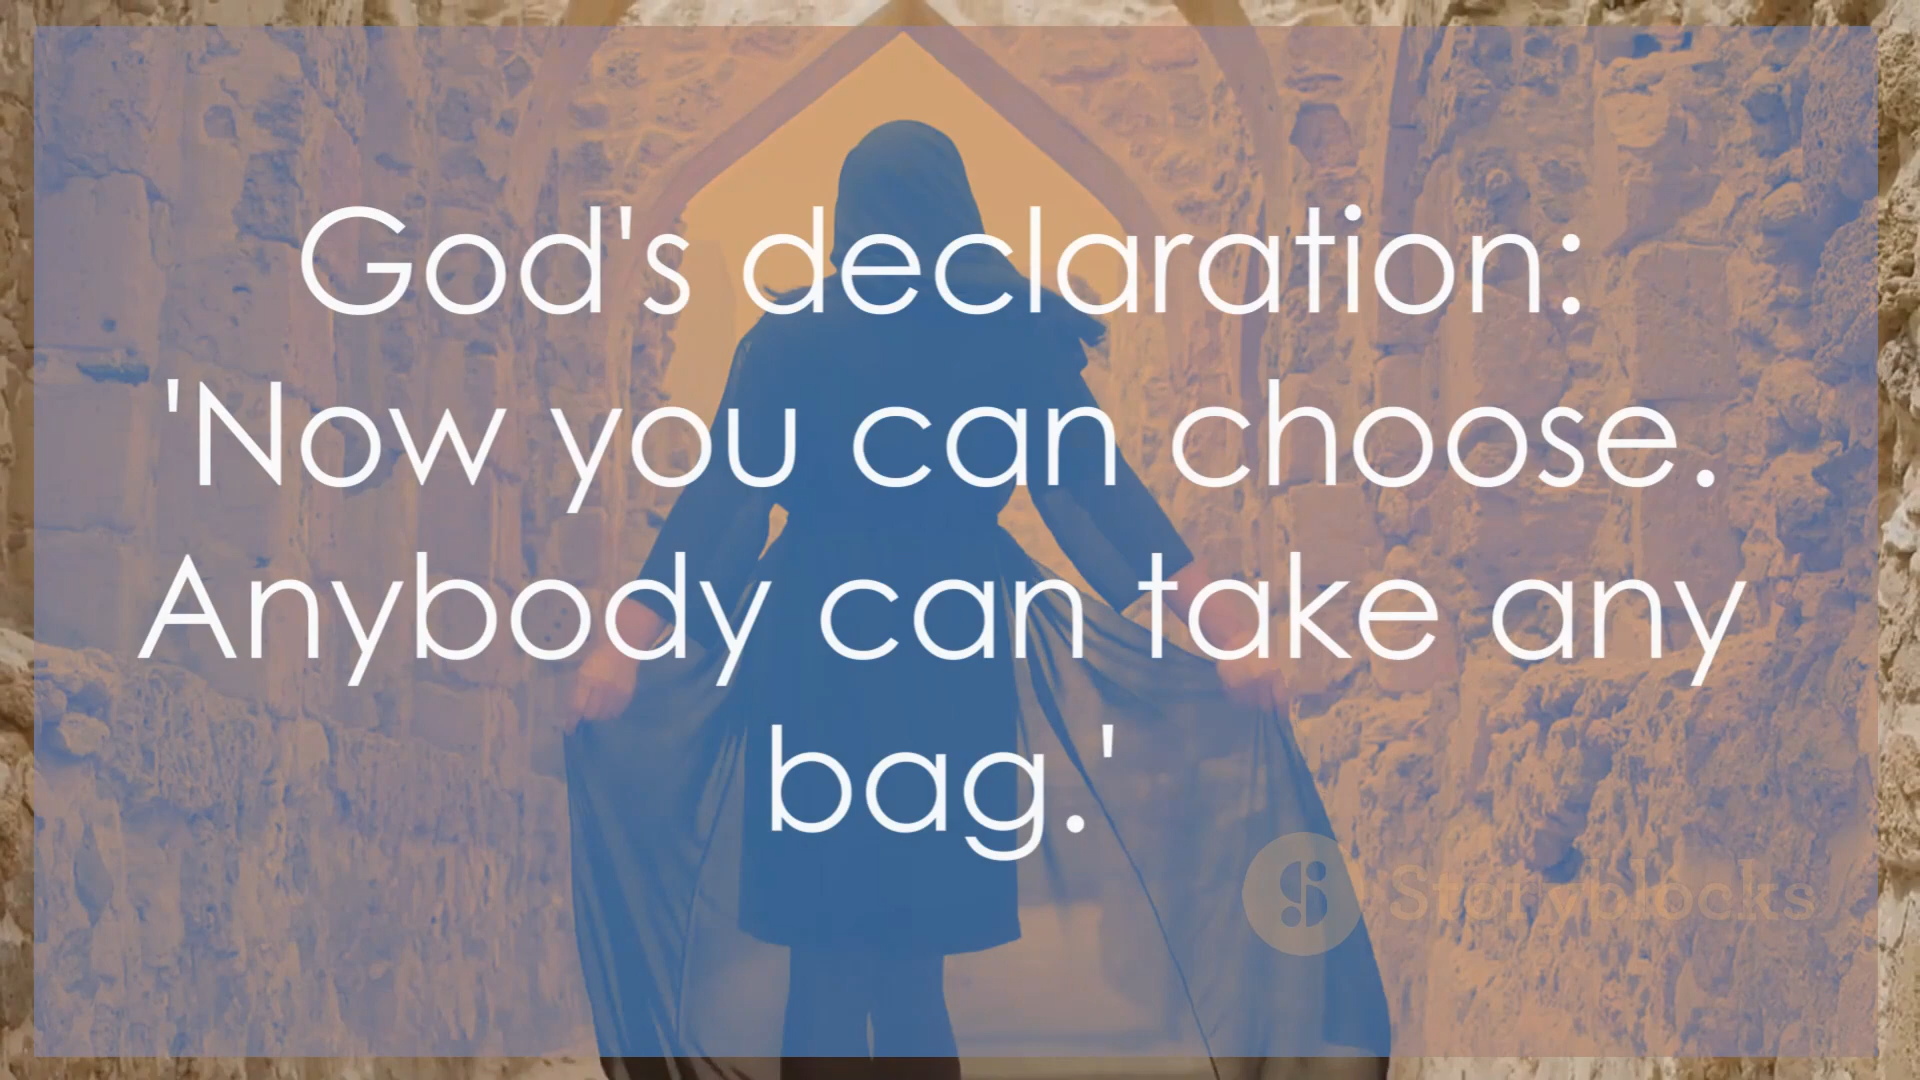 God's declaration:
'Now you can choose.
Anybody can take any
bag.'
Storyblocks